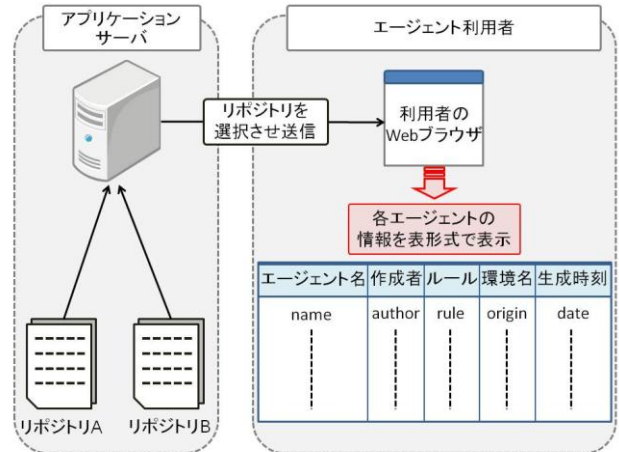 アプリケーション
サーバ
エージェント利用者
リポジトリを
選択させ送信
利用者の
Webブラウザ
各エージェントの
情報を表形式で表示
エージェント名 作成者 ルール 環境名 生成時刻
name author rule origin date
リポジトリA リポジトリB